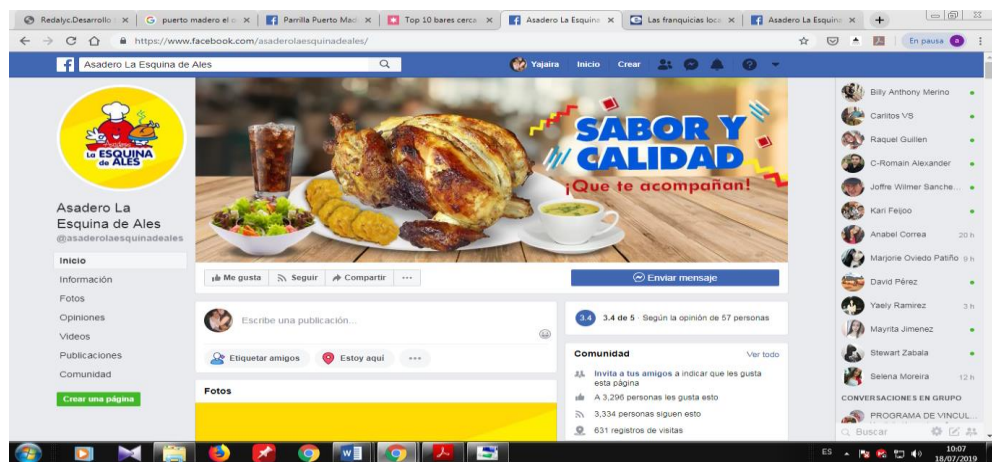 Redalyc.Desarrollo
puerto madero el
Parrilla Puerto Mad
Top 10 bares cerca
Asadero La Esquina
Las franquicias loca
Asadero La Esquina
https://www.facebook.com/asaderolaesquinadeales/
En pausa
Asadero La Esquina de Ales
Yajaira
Inicio
Crear
LA ESQUINA
de ALES
SABOR Y
CALIDAD
¡Que te acompañan!
Asadero La
Esquina de Ales
@asaderolaesquinadeales
Inicio
Información
Fotos
Opiniones
Videos
Publicaciones
Comunidad
Crear una página
Me gusta
Seguir
Compartir
Enviar mensaje
Escribe una publicación...
Etiquetar amigos
Estoy aquí
Fotos
3.4
3.4 de 5 · Según la opinión de 57 personas
Comunidad
Ver todo
Invita a tus amigos a indicar que les gusta
esta página
A 3,296 personas les gusta esto
3,334 personas siguen esto
631 registros de visitas
Billy Anthony Merino
Carlitos VS
Raquel Guillen
C-Romain Alexander
Joffre Wilmer Sanche...
Kari Feijoo
Anabel Correa 20 h
Marjorie Oviedo Patiño 9 h
David Pérez
Yaely Ramirez 3 h
Mayrita Jimenez
Stewart Zabala
Selena Moreira 12 h
CONVERSACIONES EN GRUPO
PROGRAMA DE VINCUL...
Buscar
ES
10:07
18/07/2019